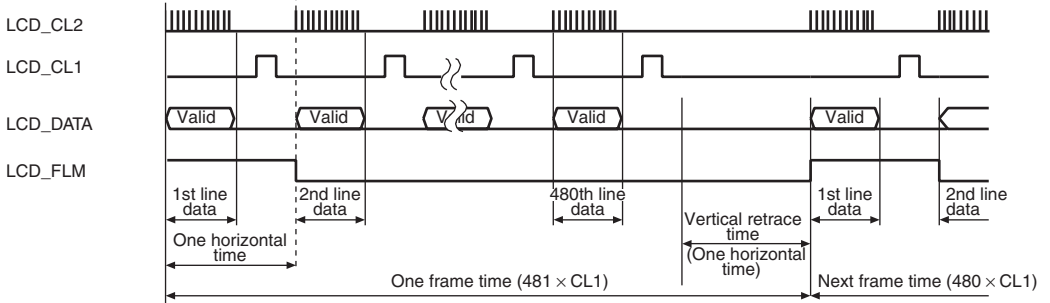 LCD_CL2
LCD_CL1
LCD_DATA
Valid
Valid
Valid
Valid
Valid
LCD_FLM
1st line
data
2nd line
data
480th line
data
1st line
data
2nd line
data
One horizontal
time
Vertical retrace
time
(One horizontal
time)
One frame time (481 × CL1)
Next frame time (480 × CL1)